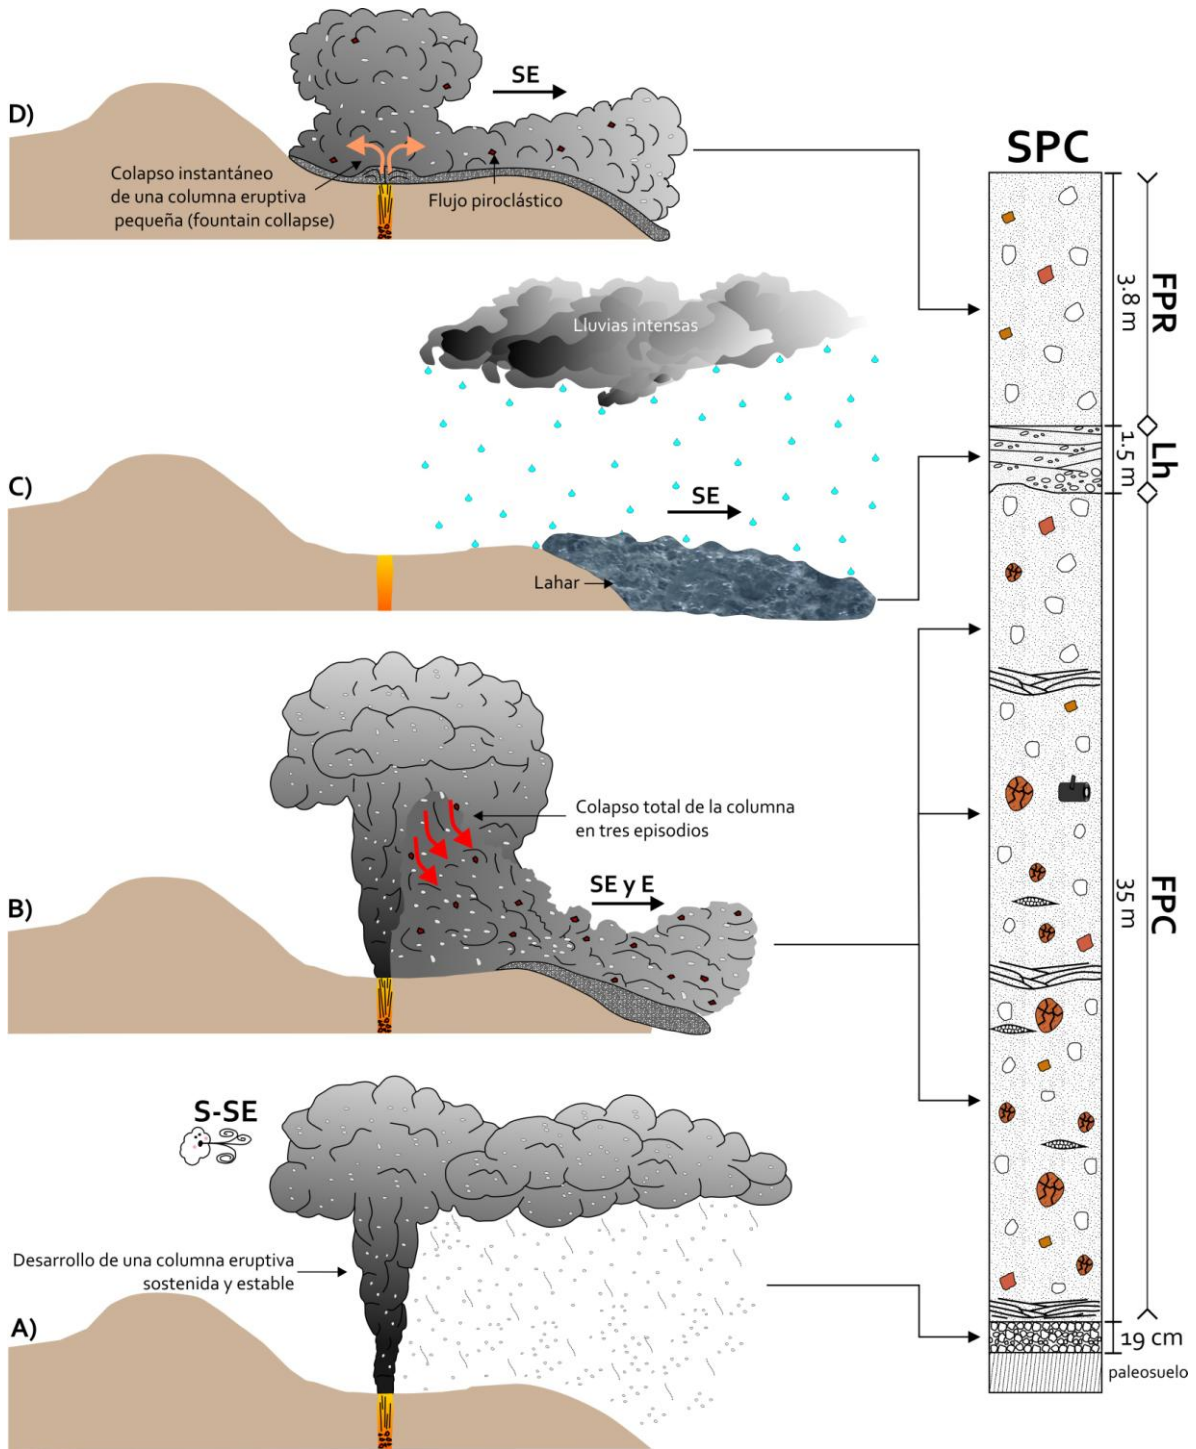 D)
SE
Colapso instantáneo
de una columna eruptiva
pequeña (fountain collapse)
Flujo piroclástico
Lluvias intensas
C)
SE
Lahar
Colapso total de la columna
en tres episodios
B)
SE y E
S-SE
Desarrollo de una columna eruptiva
sostenida y estable
A)
SPC
3.8 m
FPR
1.5 m
Lh
35 m
FPC
19 cm
paleosuelo